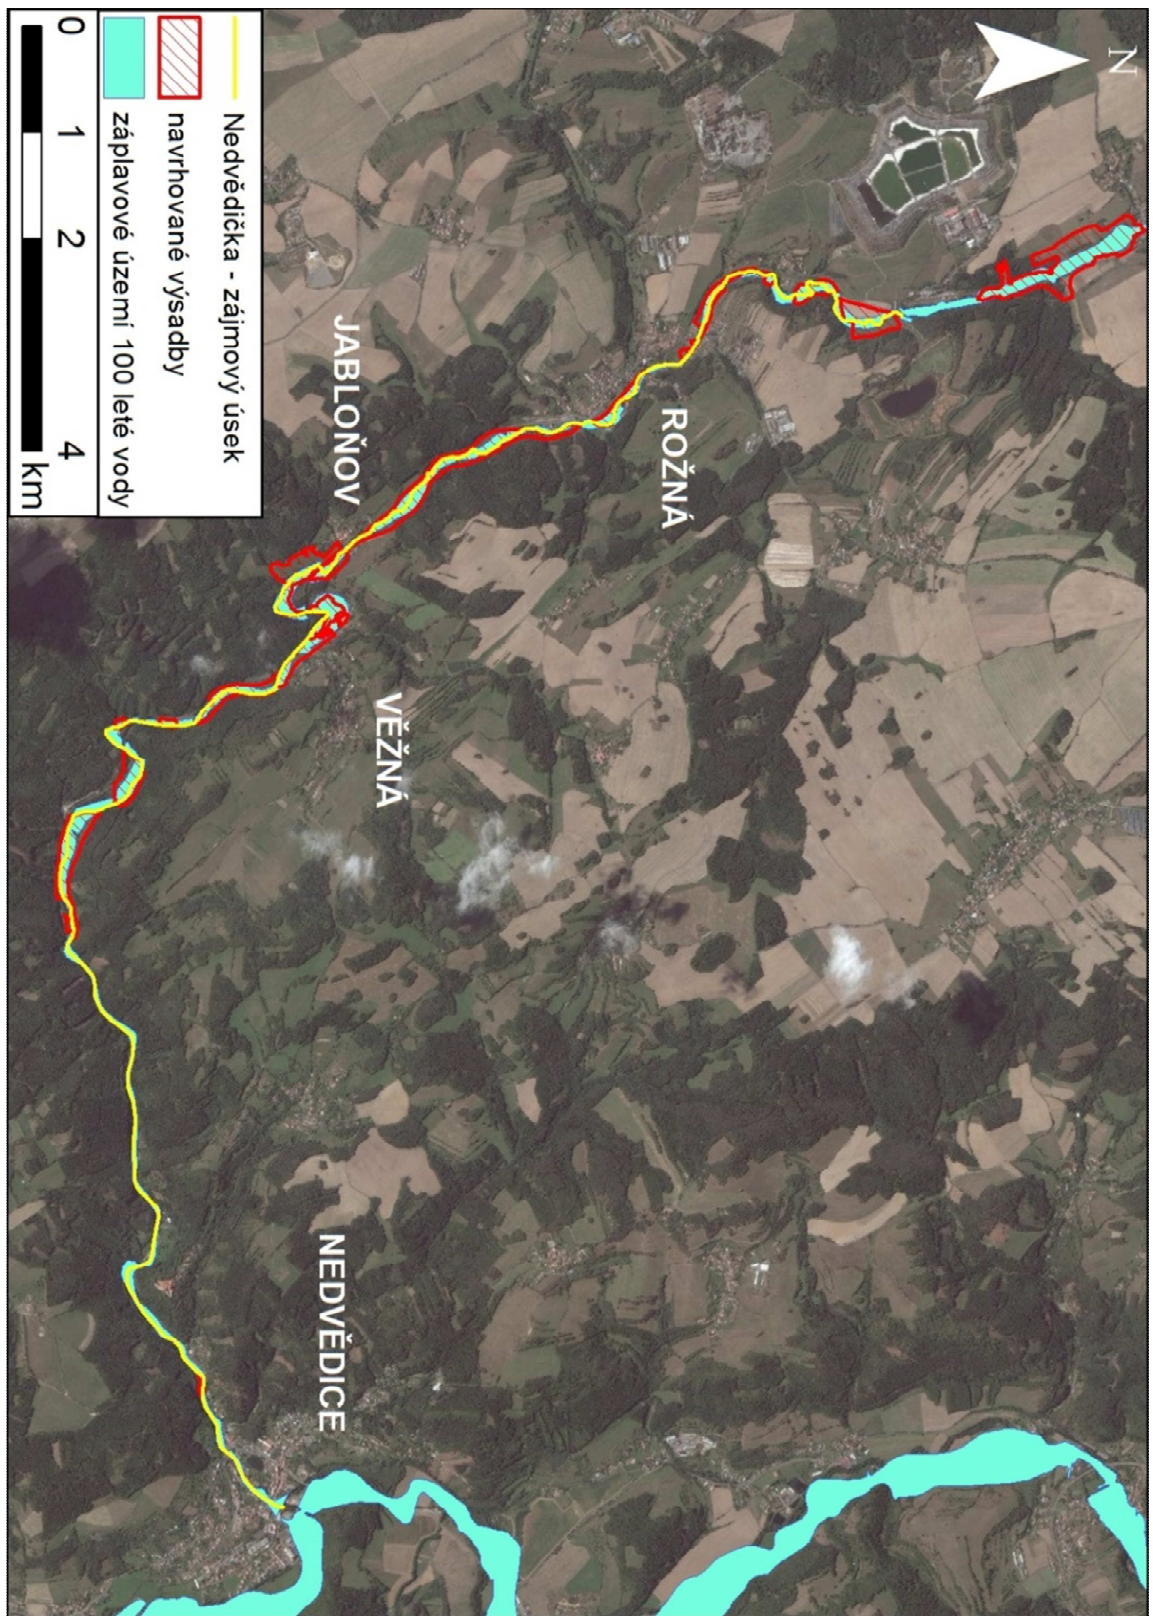 N
ROŽNÁ
JABLOŇOV
VĚŽNÁ
NEDVĚDICE
Nedvědička - zájmový úsek
navrhované výsadby
záplavové území 100 leté vody
0 1 2 4
km